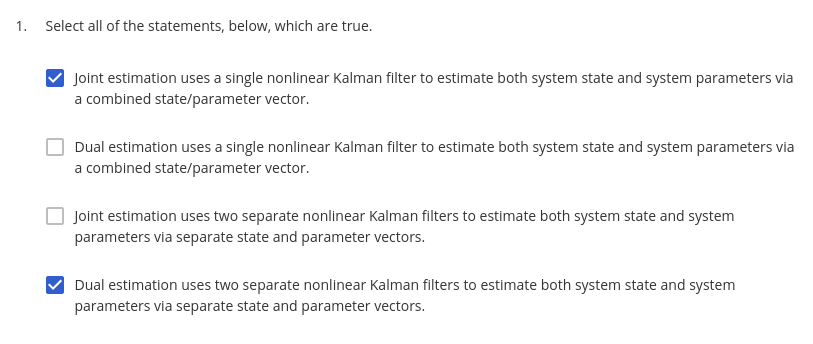 1. Select all of the statements, below, which are true.
Joint estimation uses a single nonlinear Kalman filter to estimate both system state and system parameters via
a combined state/parameter vector.
Dual estimation uses a single nonlinear Kalman filter to estimate both system state and system parameters via
a combined state/parameter vector.
Joint estimation uses two separate nonlinear Kalman filters to estimate both system state and system
parameters via separate state and parameter vectors.
Dual estimation uses two separate nonlinear Kalman filters to estimate both system state and system
parameters via separate state and parameter vectors.